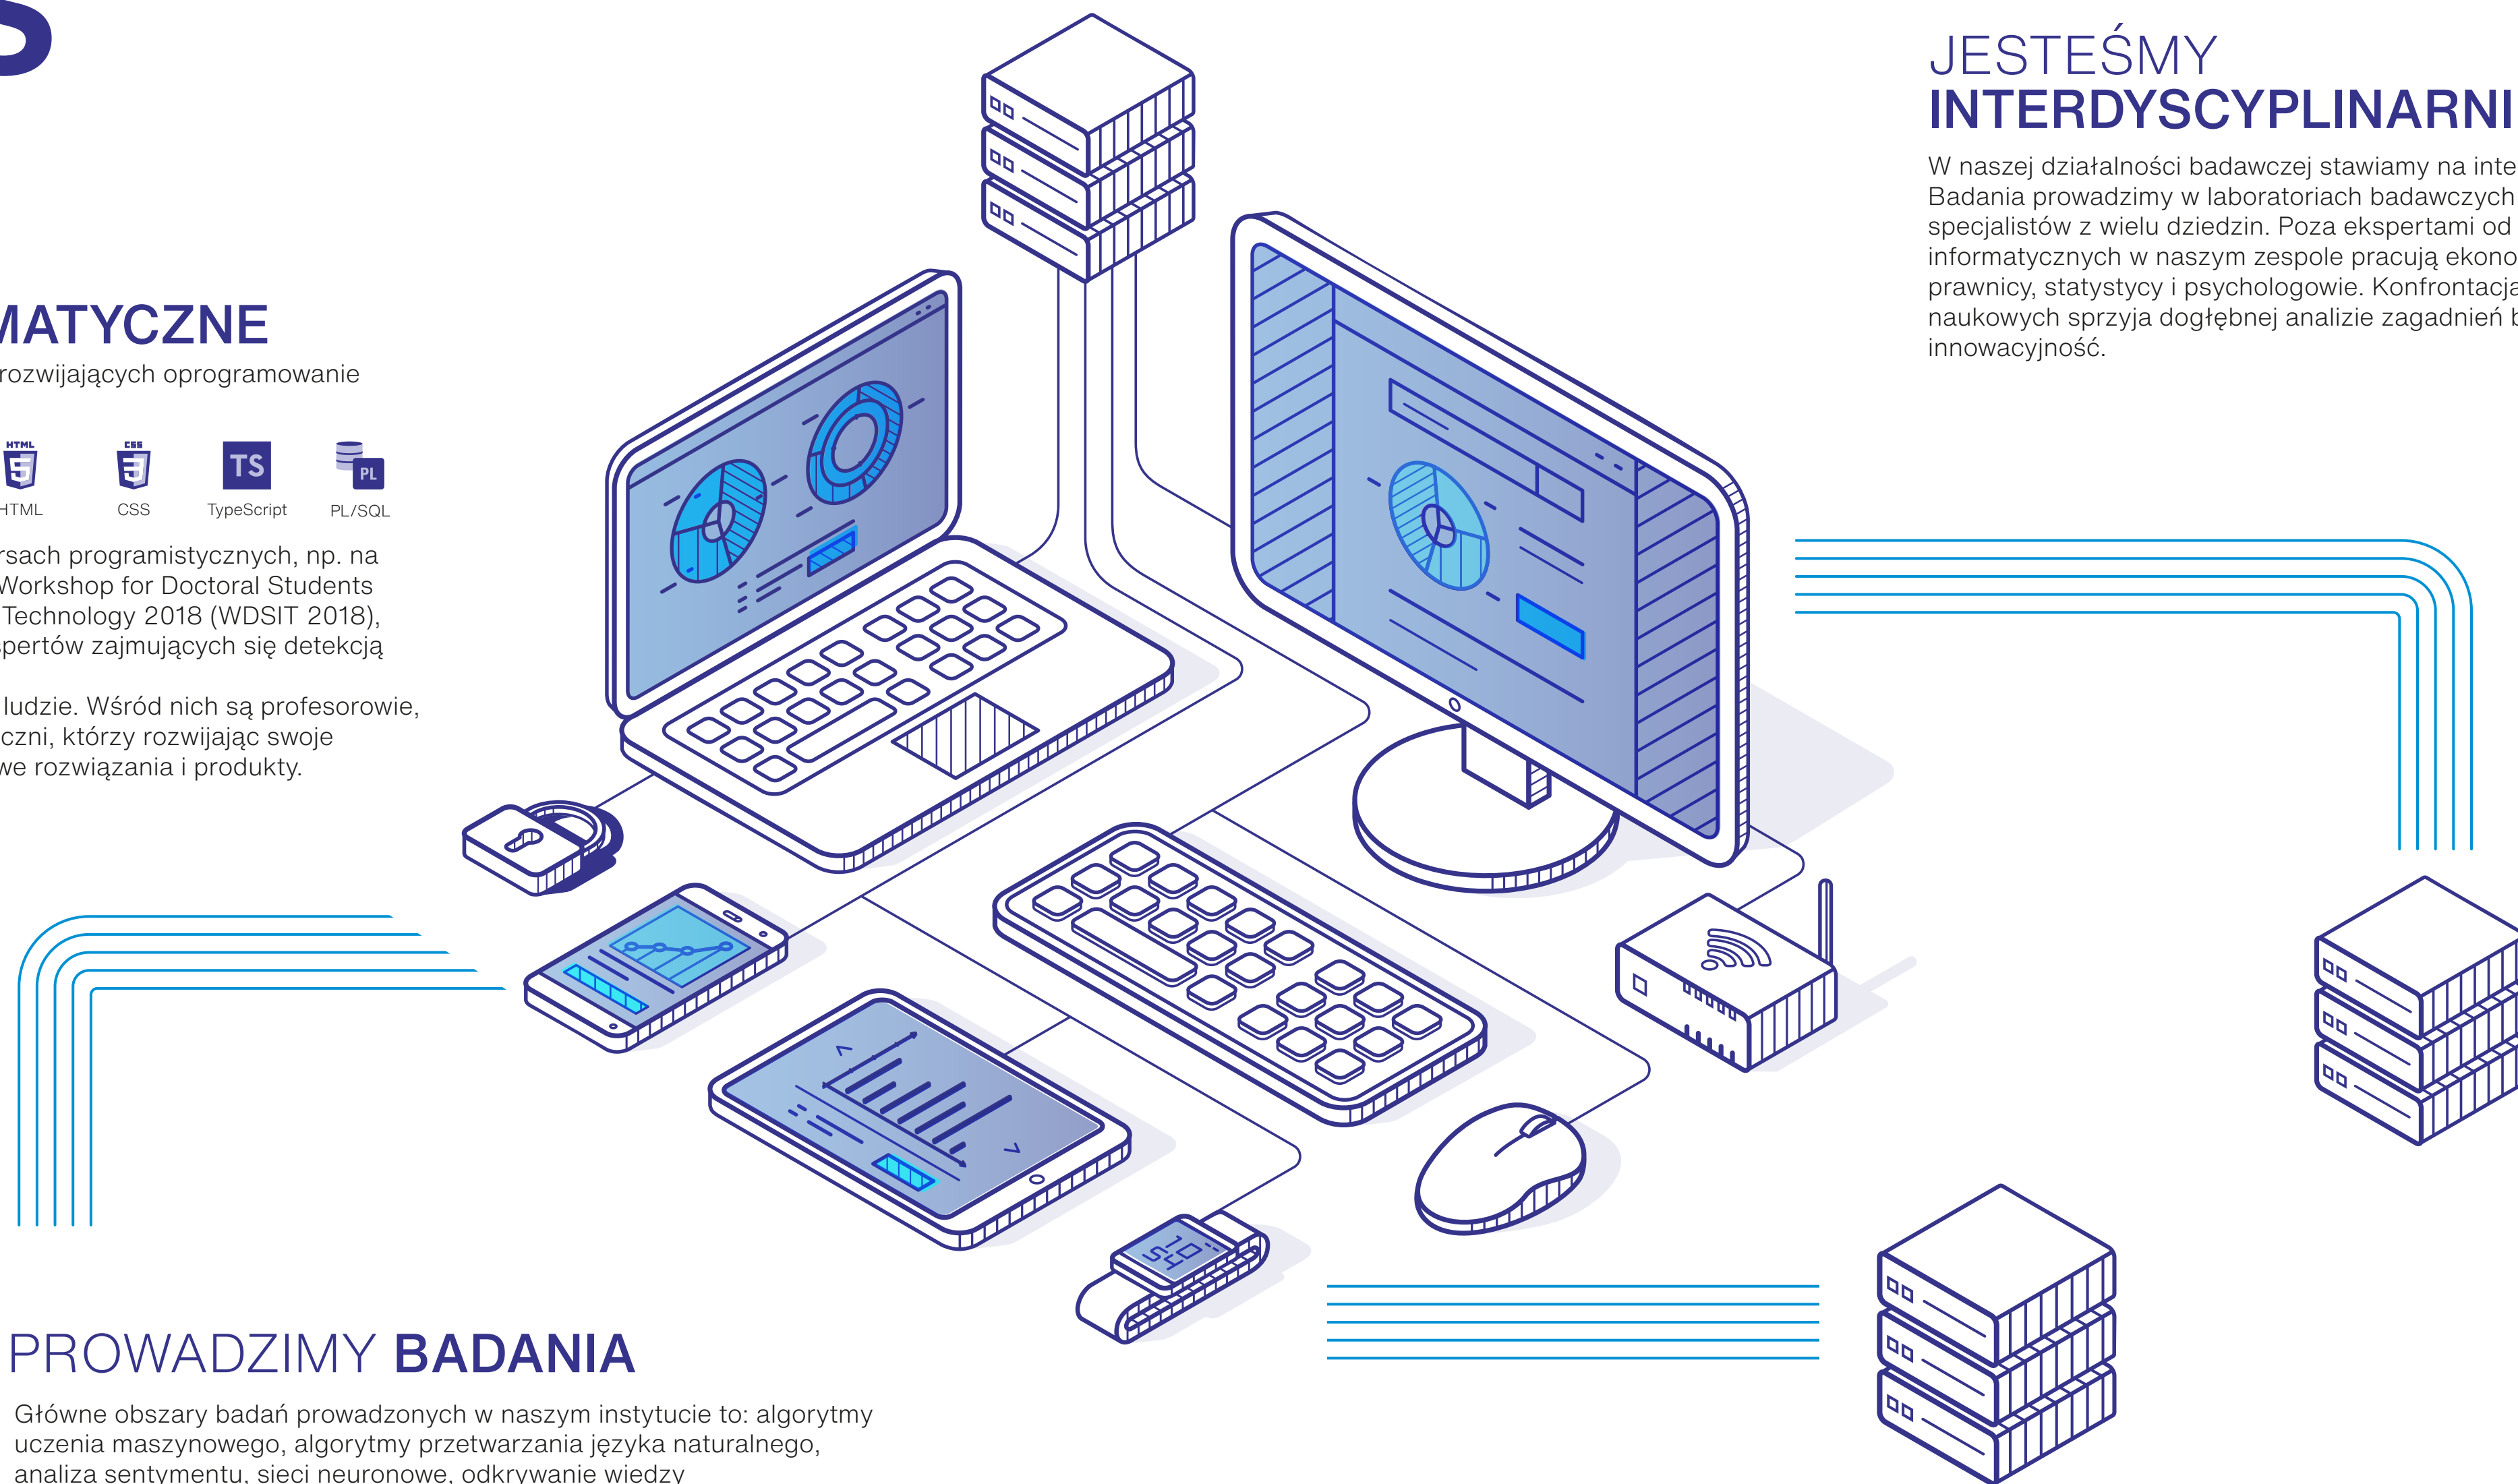 S
JESTEŚMY
INTERDYSCYPLINARNI
W naszej działalności badawczej stawiamy na inte
Badania prowadzimy w laboratoriach badawczych
specjalistów z wielu dziedzin. Poza ekspertami od
informatycznych w naszym zespole pracują ekono
prawnicy, statystycy i psychologowie. Konfrontacja
naukowych sprzyja dogłębnej analizie zagadnień b
innowacyjność.
MATYCZNE
rozwijających oprogramowanie
HTML
5
HTML
CSS
3
CSS
TS
TypeScript
PL
PL/SQL
rsach programistycznych, np. na
Workshop for Doctoral Students
Technology 2018 (WDSIT 2018),
pertów zajmujących się detekcją
ludzie. Wśród nich są profesorowie,
czni, którzy rozwijając swoje
we rozwiązania i produkty.
10
54
PROWADZIMY BADANIA
Główne obszary badań prowadzonych w naszym instytucie to: algorytmy
uczenia maszynowego, algorytmy przetwarzania języka naturalnego,
analiza sentymentu, sieci neuronowe, odkrywanie wiedzy